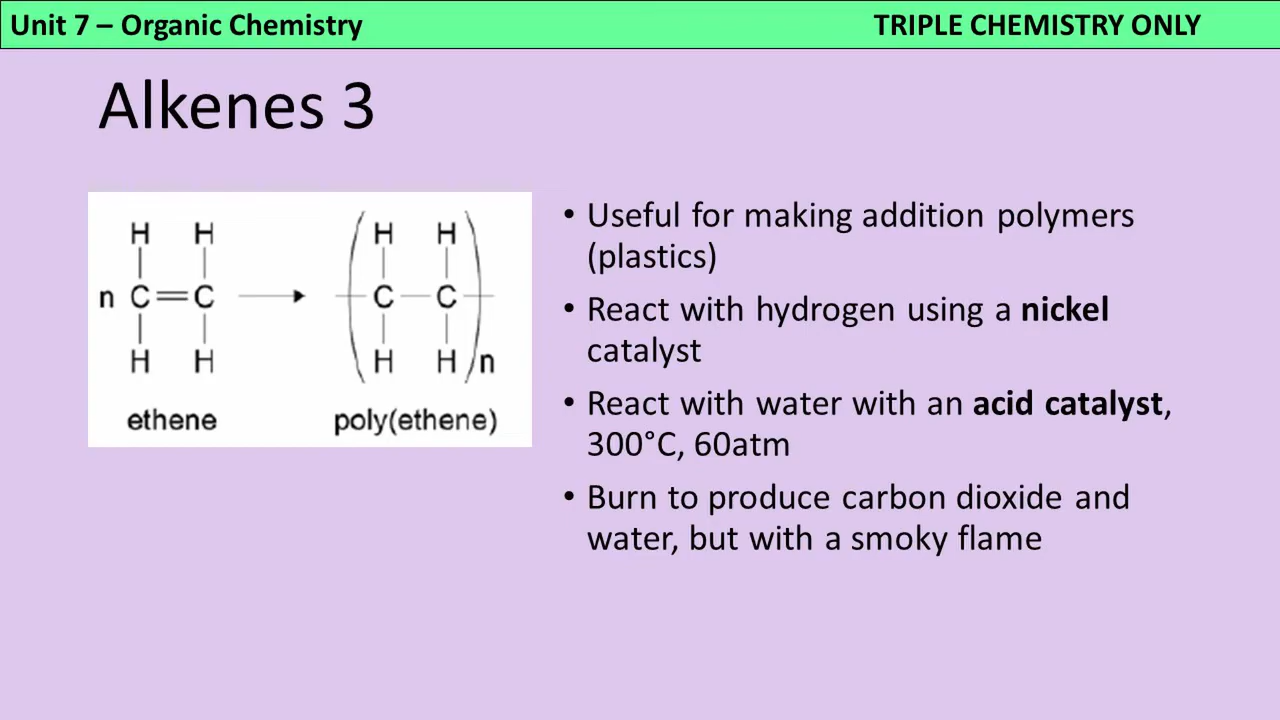 Unit 7 – Organic Chemistry
TRIPLE CHEMISTRY ONLY
Alkenes 3
H H H H
n C=C C C
H H H H n
ethene poly(ethene)
• Useful for making addition polymers
(plastics)
• React with hydrogen using a nickel
catalyst
• React with water with an acid catalyst,
300°C, 60atm
• Burn to produce carbon dioxide and
water, but with a smoky flame